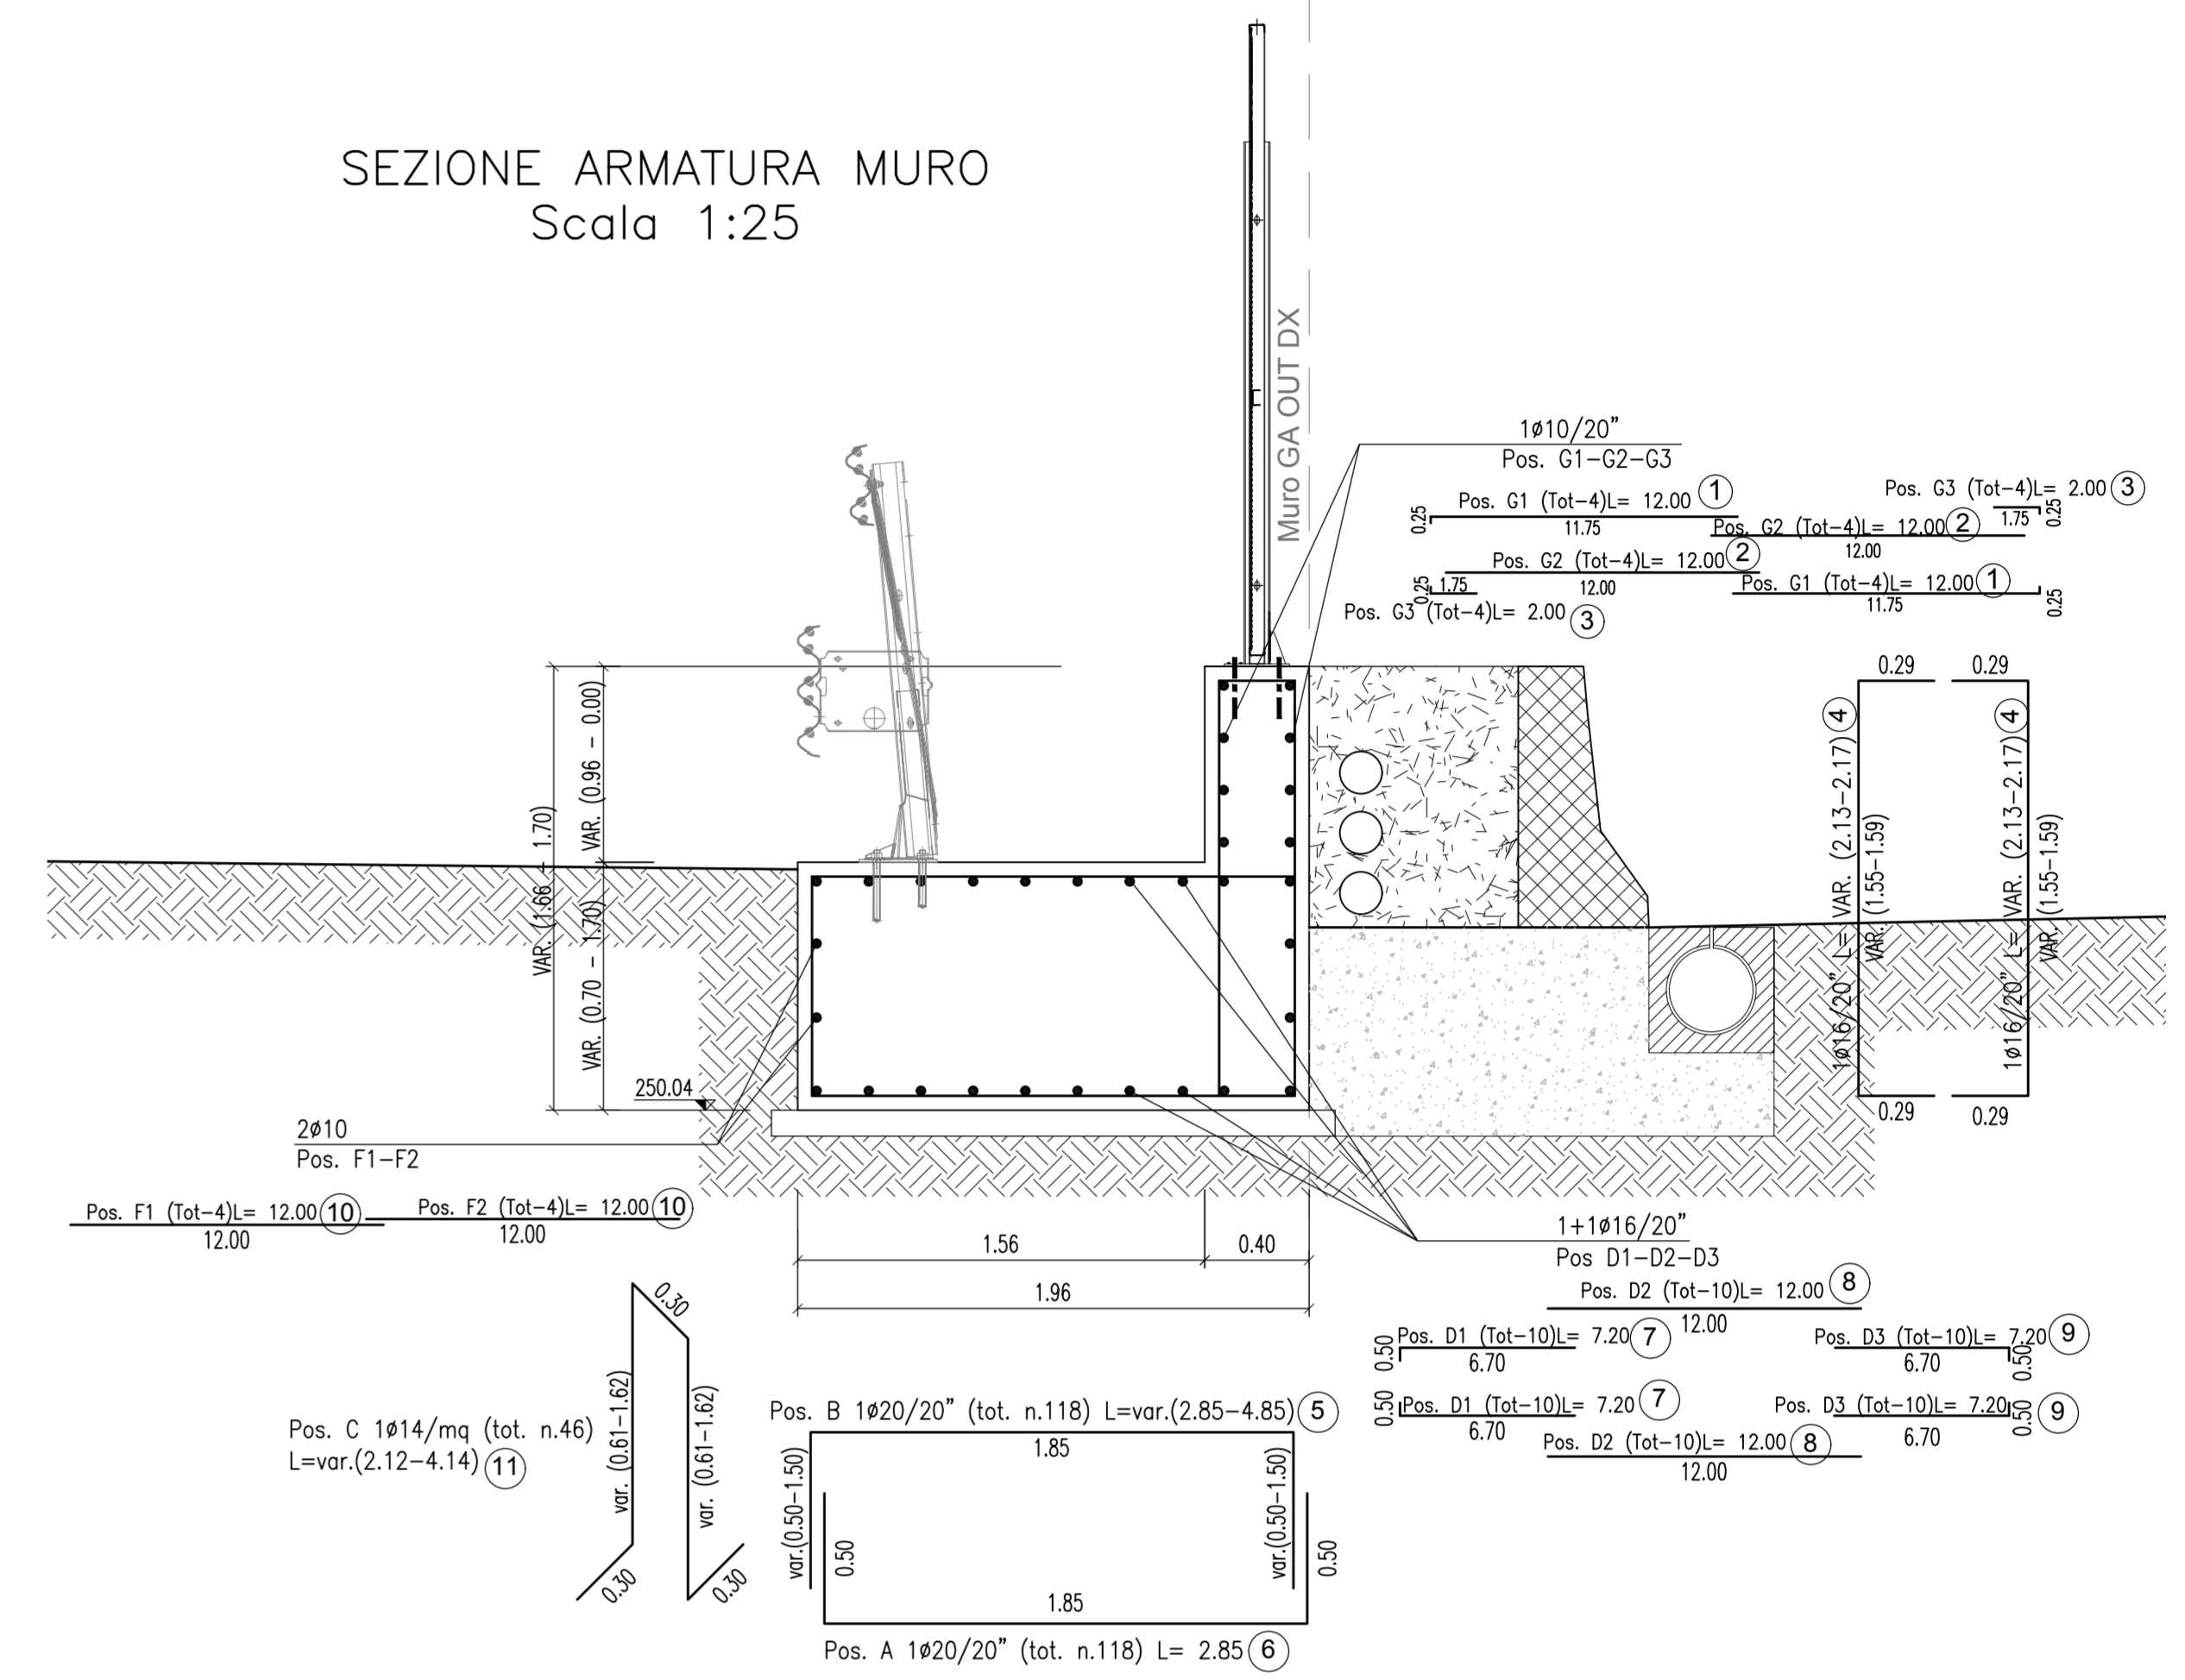 SEZIONE ARMATURA MURO
Scala 1:25
Muro GA OUT DX
1ø10/20"
Pos. G1-G2-G3
Pos. G1 (Tot-4)L= 12.00 1
0.25
11.75
Pos. G3 (Tot-4)L= 2.00 3
1.75
0.25
Pos. G2 (Tot-4)L= 12.00 2
12.00
Pos. G2 (Tot-4)L= 12.00 2
12.00
0.25
1.75
Pos. G3 (Tot-4)L= 2.00 3
Pos. G1 (Tot-4)L= 12.00 1
11.75
0.25
0.29
0.29
1ø16/20" L= VAR. (2.13-2.17) 4
VAR. (1.55-1.59)
1ø16/20" L= VAR. (2.13-2.17) 4
VAR. (1.55-1.59)
0.29
0.29
VAR. (1.66 - 1.70)
VAR. (0.96 - 0.00)
VAR. (0.70 - 1.70)
250.04
2ø10
Pos. F1-F2
Pos. F1 (Tot-4)L= 12.00 10
12.00
Pos. F2 (Tot-4)L= 12.00 10
12.00
1.56
0.40
1.96
1+1ø16/20"
Pos D1-D2-D3
Pos. D2 (Tot-10)L= 12.00 8
12.00
0.50
Pos. D1 (Tot-10)L= 7.20 7
6.70
Pos. D3 (Tot-10)L= 7.20 9
6.70
0.50
0.50
Pos. D1 (Tot-10)L= 7.20 7
6.70
Pos. D3 (Tot-10)L= 7.20 9
6.70
0.50
Pos. D2 (Tot-10)L= 12.00 8
12.00
Pos. C 1ø14/mq (tot. n.46)
L=var.(2.12-4.14) 11
0.30
var. (0.61-1.62)
var. (0.61-1.62)
0.30
0.30
Pos. B 1ø20/20" (tot. n.118) L=var.(2.85-4.85) 5
1.85
var.(0.50-1.50)
var.(0.50-1.50)
0.50
0.50
1.85
Pos. A 1ø20/20" (tot. n.118) L= 2.85 6